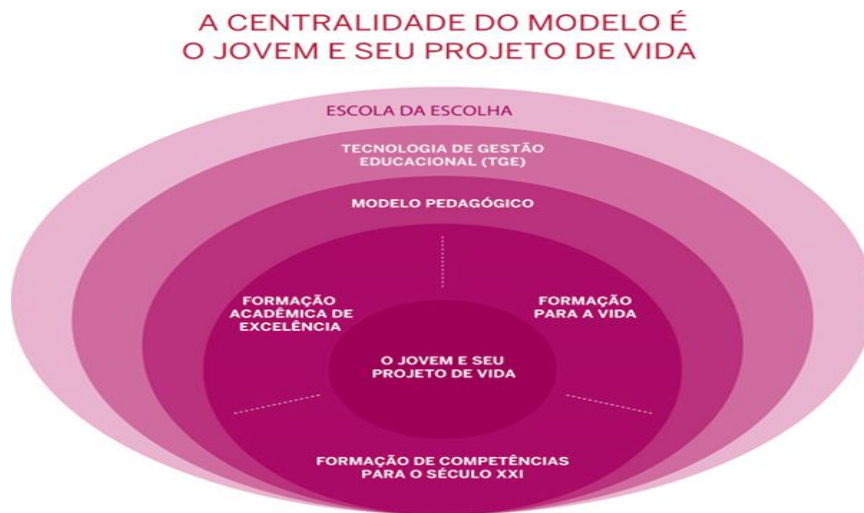 A CENTRALIDADE DO MODELO É
O JOVEM E SEU PROJETO DE VIDA
ESCOLA DA ESCOLHA
TECNOLOGIA DE GESTÃO
EDUCACIONAL (TGE)
MODELO PEDAGÓGICO
FORMAÇÃO
ACADÊMICA DE
EXCELÊNCIA
FORMAÇÃO
PARA A VIDA
O JOVEM E SEU
PROJETO DE VIDA
FORMAÇÃO DE COMPETÊNCIAS
PARA O SÉCULO XXI